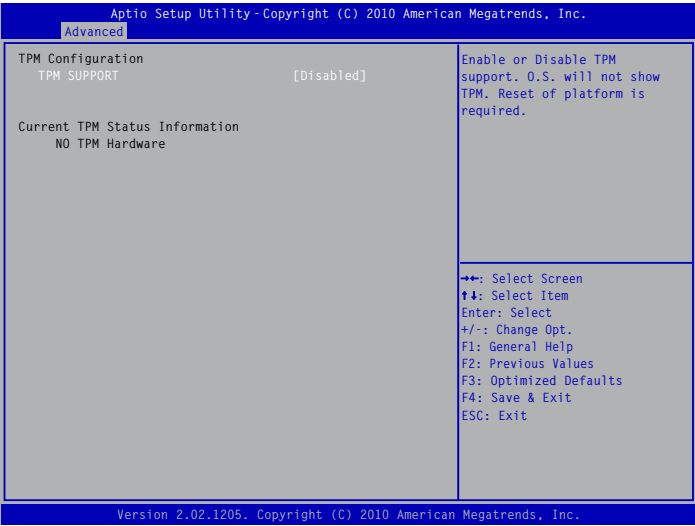 Aptio Setup Utility - Copyright (C) 2010 American Megatrends, Inc.
Advanced
TPM Configuration
TPM SUPPORT [Disabled]
Current TPM Status Information
NO TPM Hardware
Enable or Disable TPM
support. O.S. will not show
TPM. Reset of platform is
required.
→←: Select Screen
↑↓: Select Item
Enter: Select
+/-: Change Opt.
F1: General Help
F2: Previous Values
F3: Optimized Defaults
F4: Save & Exit
ESC: Exit
Version 2.02.1205. Copyright (C) 2010 American Megatrends, Inc.